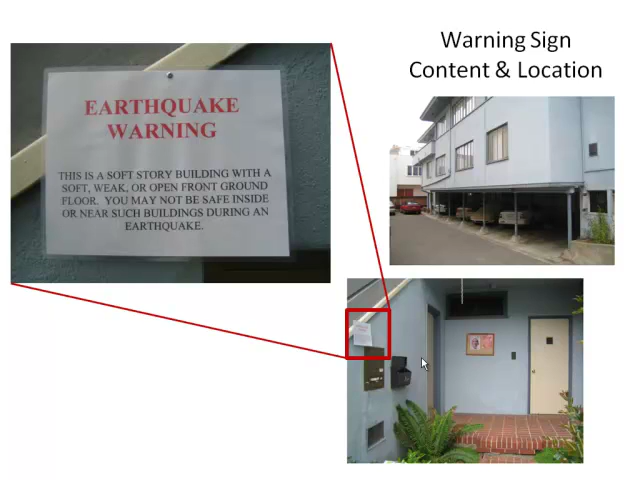 Warning Sign
Content & Location
EARTHQUAKE
WARNING
THIS IS A SOFT STORY BUILDING WITH A
SOFT, WEAK, OR OPEN FRONT GROUND
FLOOR. YOU MAY NOT BE SAFE INSIDE
OR NEAR SUCH BUILDINGS DURING AN
EARTHQUAKE.